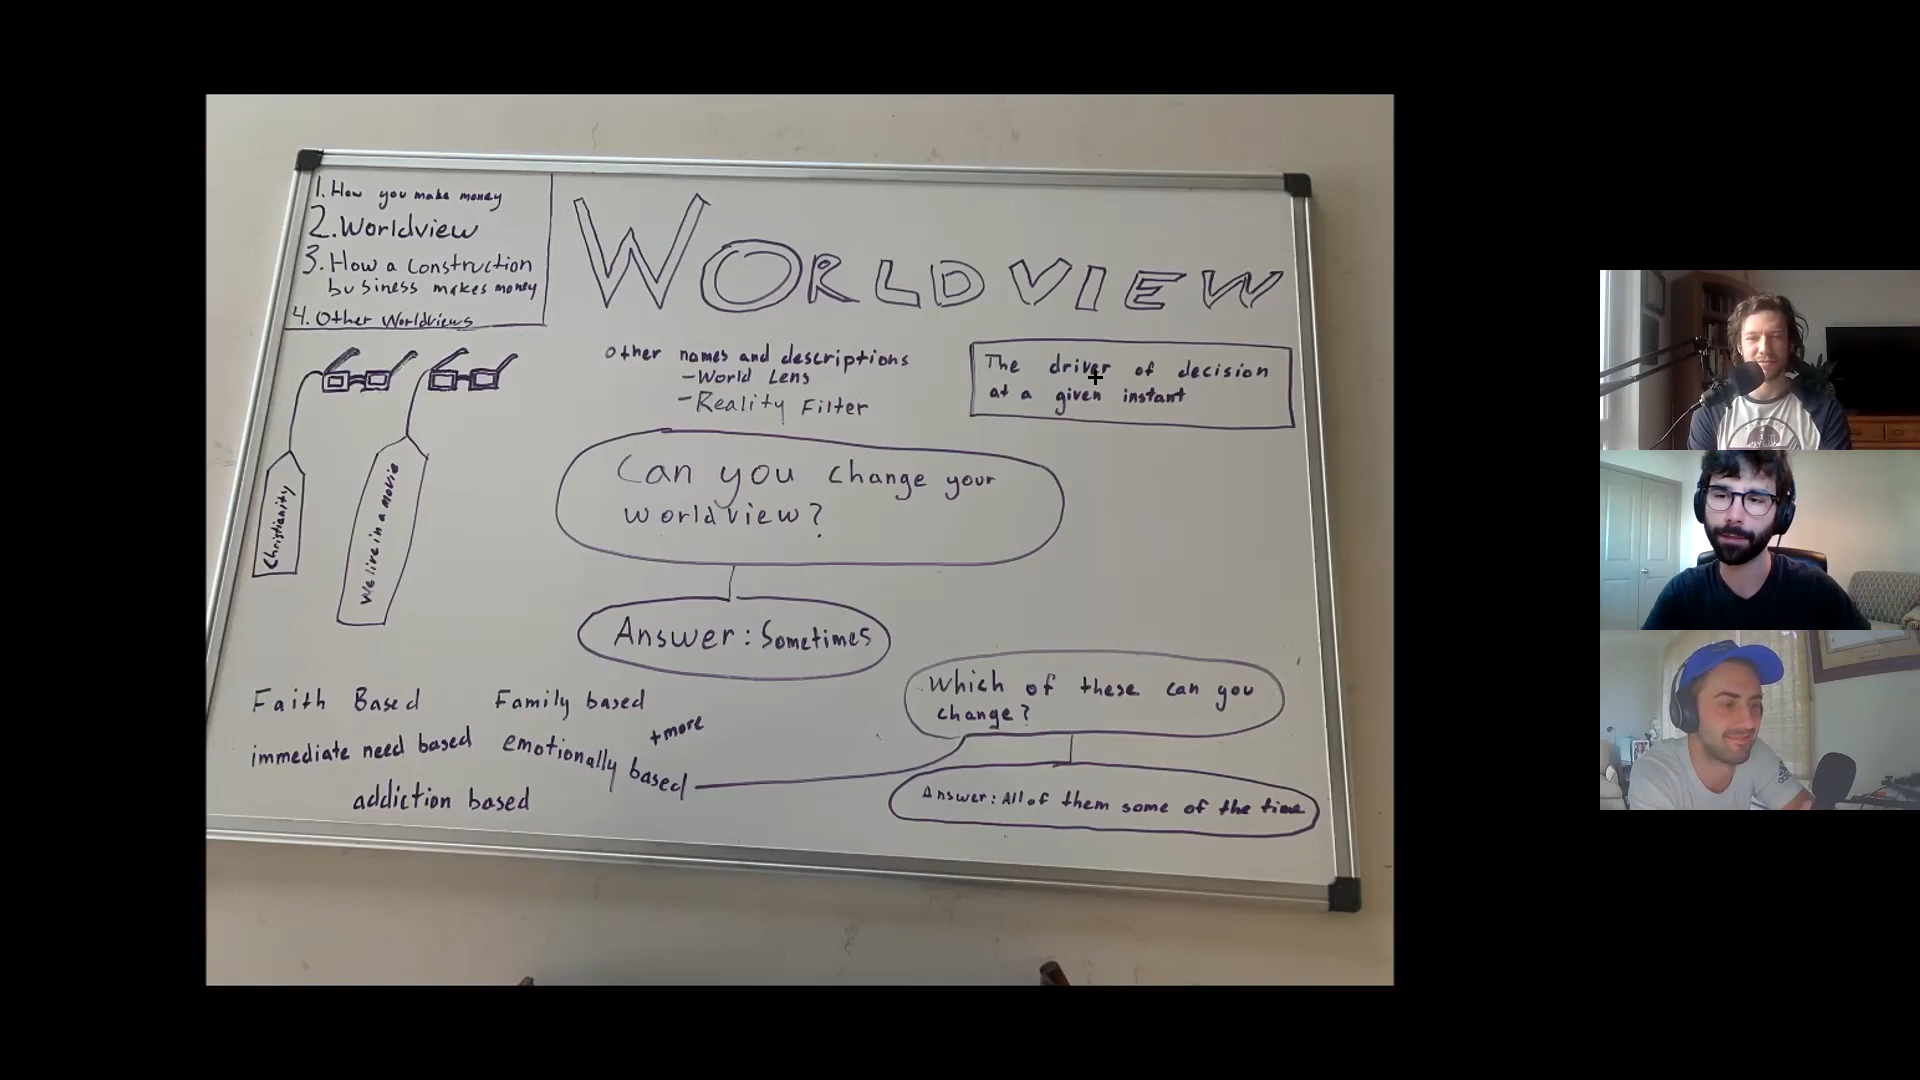 1. How you make money
2. Worldview
3. How a construction
business makes money
4. Other Worldviews
WORLDVIEW
Other names and descriptions
- World Lens
- Reality Filter
The driver of decision
at a given instant
Christianity
We live in a movie
Can you change your
worldview?
Answer: Sometimes
Faith Based
Family based
+more
immediate need based
emotionally based
addiction based
Which of these can you
change?
Answer: All of them some of the time